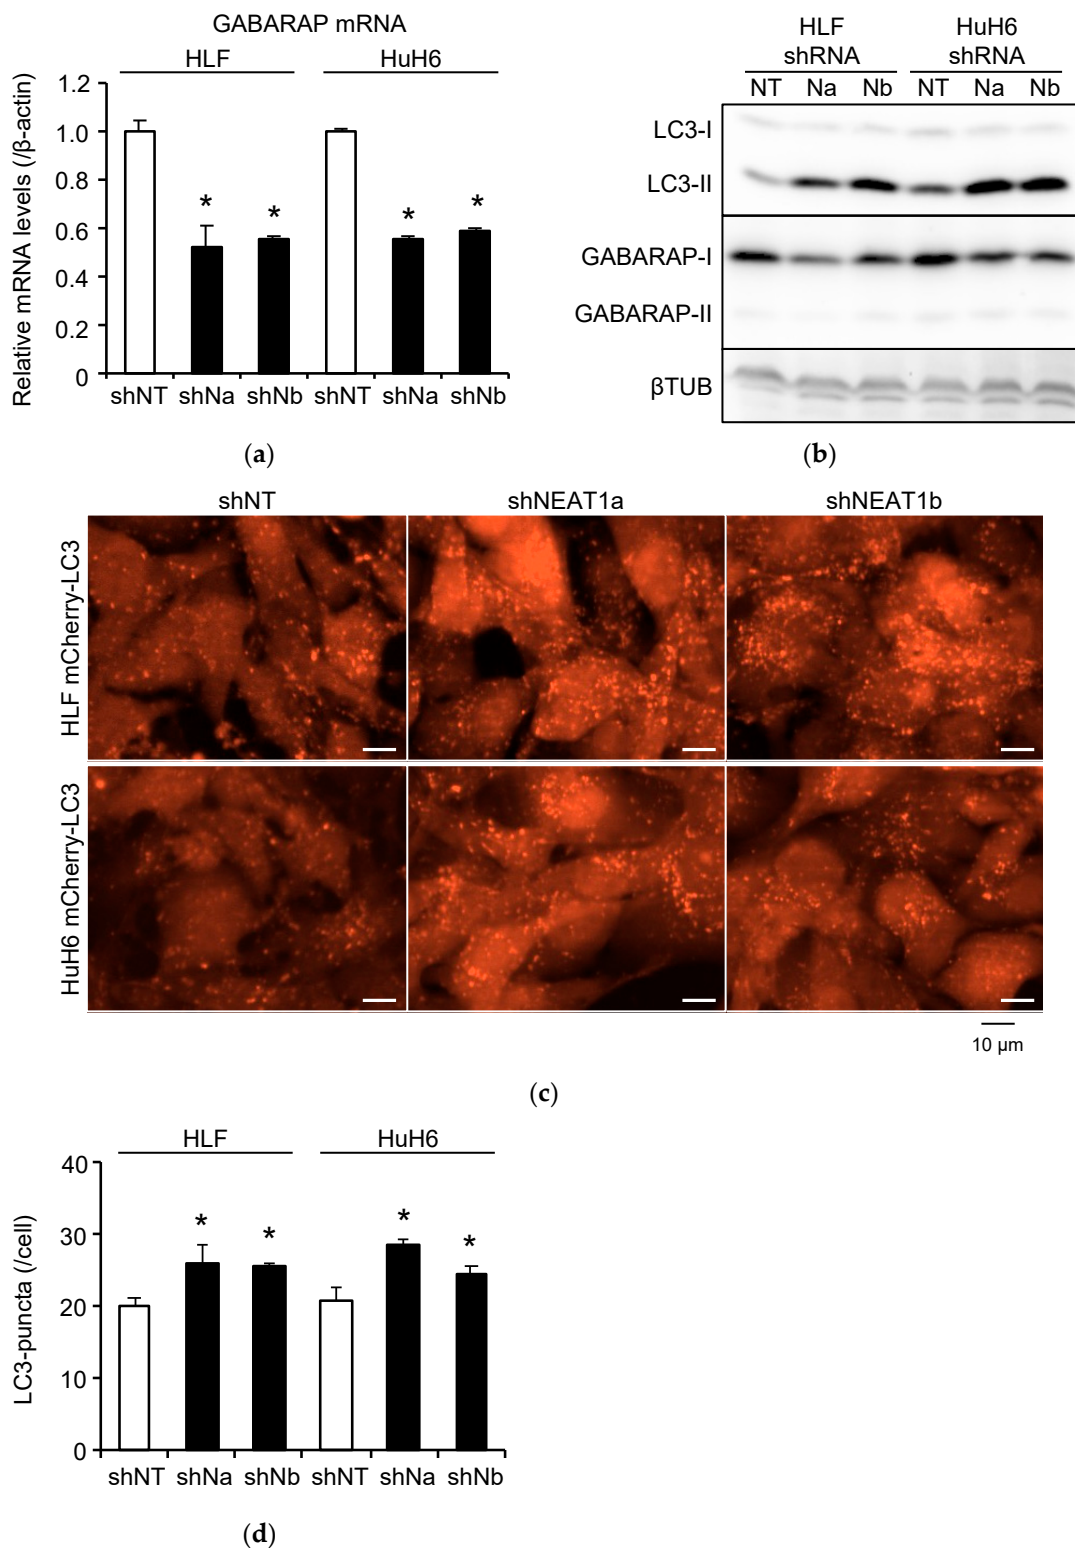 GABARAP mRNA
HLF HuH6
Relative mRNA levels (/β-actin)
1.2
1.0
0.8
0.6
0.4
0.2
0
* * * *
shNT shNa shNb shNT shNa shNb
(a)
HLF shRNA HuH6 shRNA
NT Na Nb NT Na Nb
LC3-I
LC3-II
GABARAP-I
GABARAP-II
βTUB
(b)
shNT shNEAT1a shNEAT1b
HLF mCherry-LC3
HuH6 mCherry-LC3
10 μm
(c)
HLF HuH6
LC3-puncta (/cell)
40
30
20
10
0
* * * *
shNT shNa shNb shNT shNa shNb
(d)